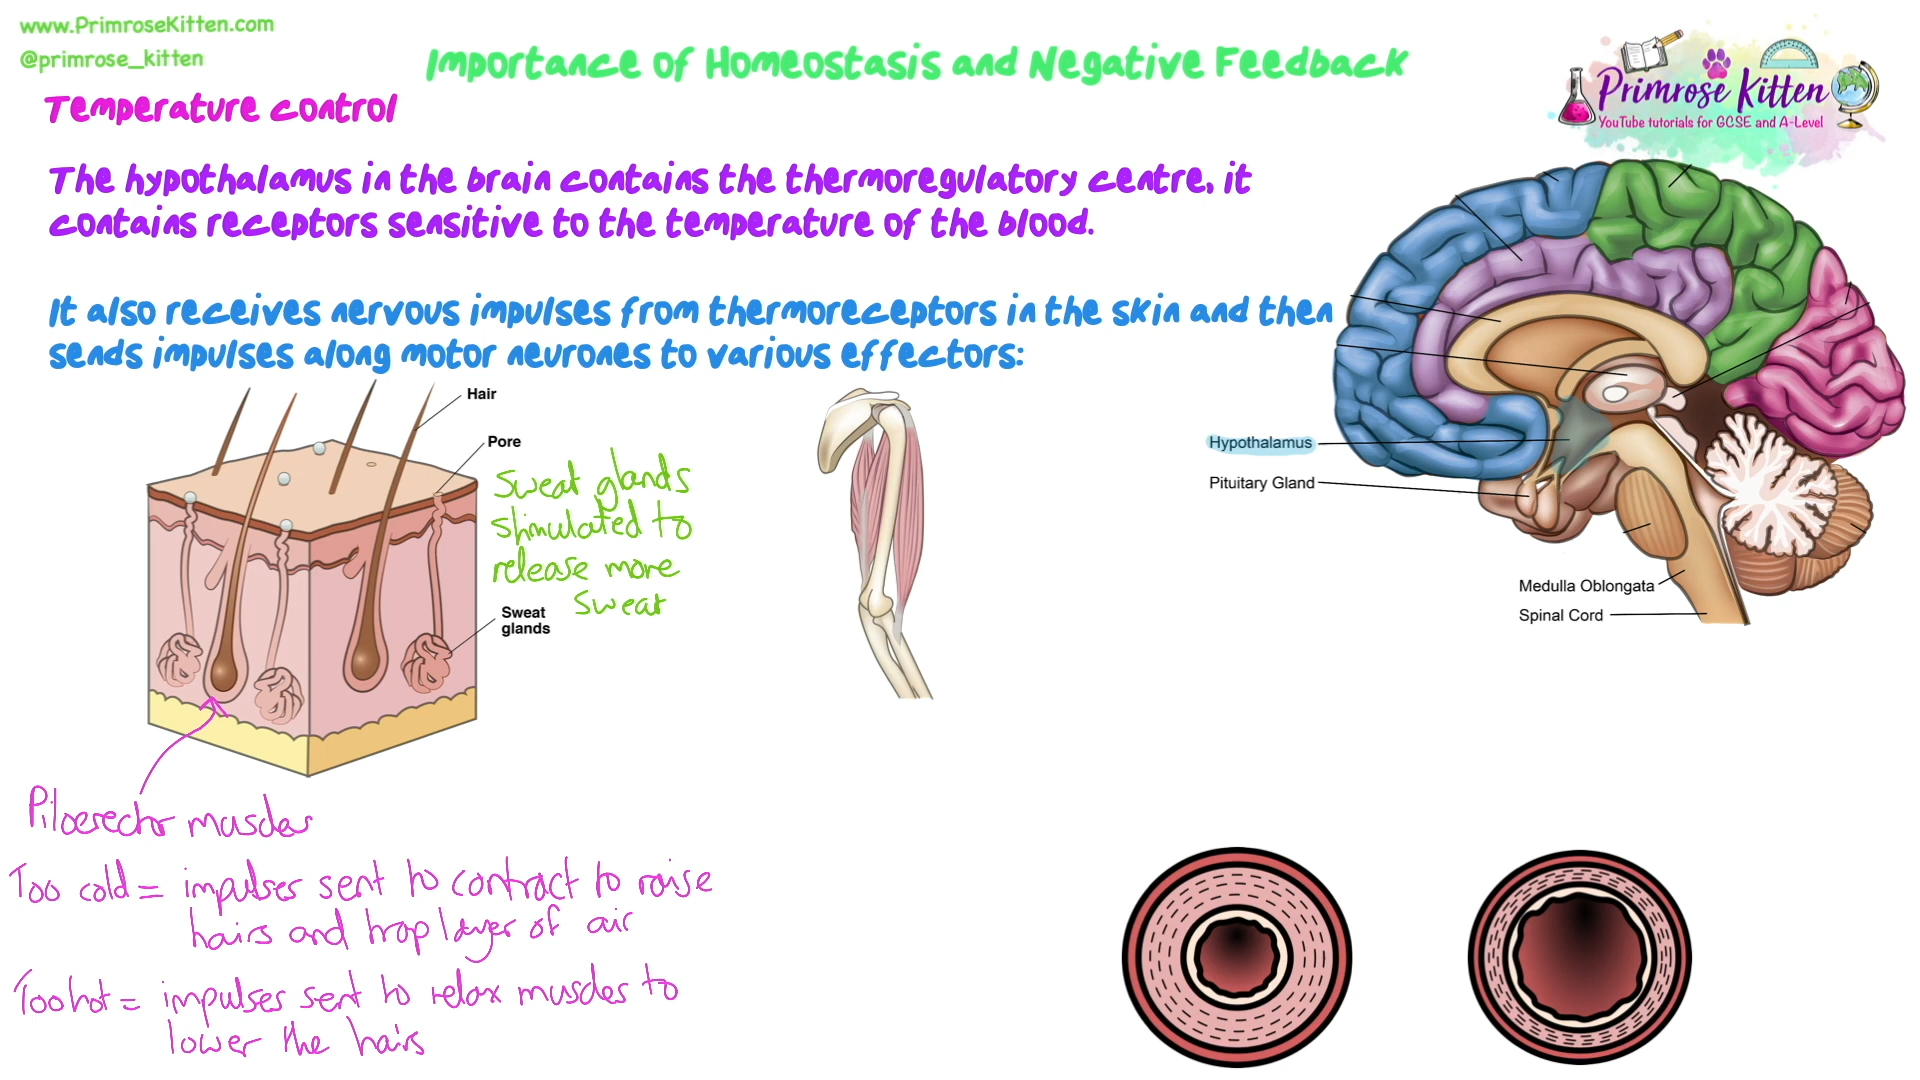 www.PrimroseKitten.com
@primrose_kitten
Importance of Homeostasis and Negative Feedback
Primrose Kitten
YouTube tutorials for GCSE and A-Level
Temperature control
The hypothalamus in the brain contains the thermoregulatory centre, it
contains receptors sensitive to the temperature of the blood.
It also receives nervous impulses from thermoreceptors in the skin and then
sends impulses along motor neurones to various effectors:
Hair
Pore
Sweat glands
stimulated to
release more
sweat
Sweat
glands
Hypothalamus
Pituitary Gland
Medulla Oblongata
Spinal Cord
Piloerector muscles
Too cold = impulses sent to contract to raise
hairs and trap layer of air
Too hot = impulses sent to relax muscles to
lower the hairs